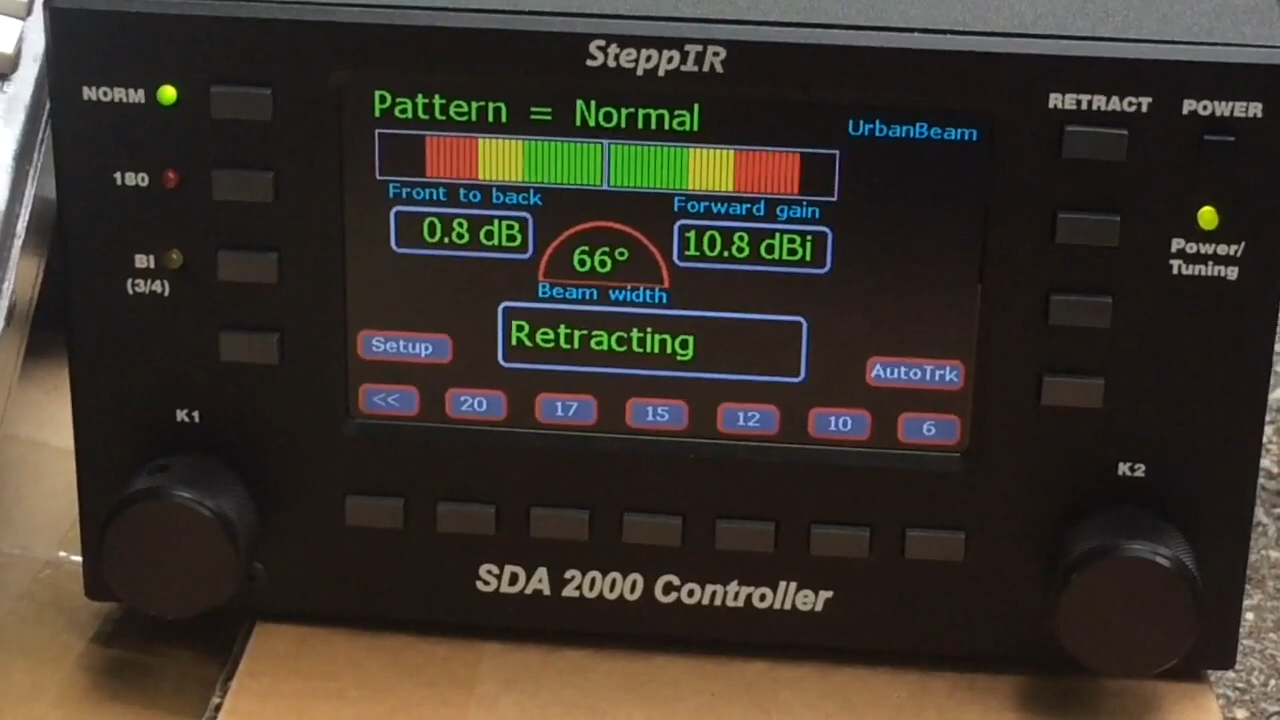 SteppIR
NORM
Pattern = Normal
UrbanBeam
RETRACT
POWER
180
Front to back
Forward gain
0.8 dB
66°
10.8 dBi
Beam width
Power/
Tuning
BI
(3/4)
Retracting
Setup
AutoTrk
<< 20 17 15 12 10 6
K1
K2
SDA 2000 Controller